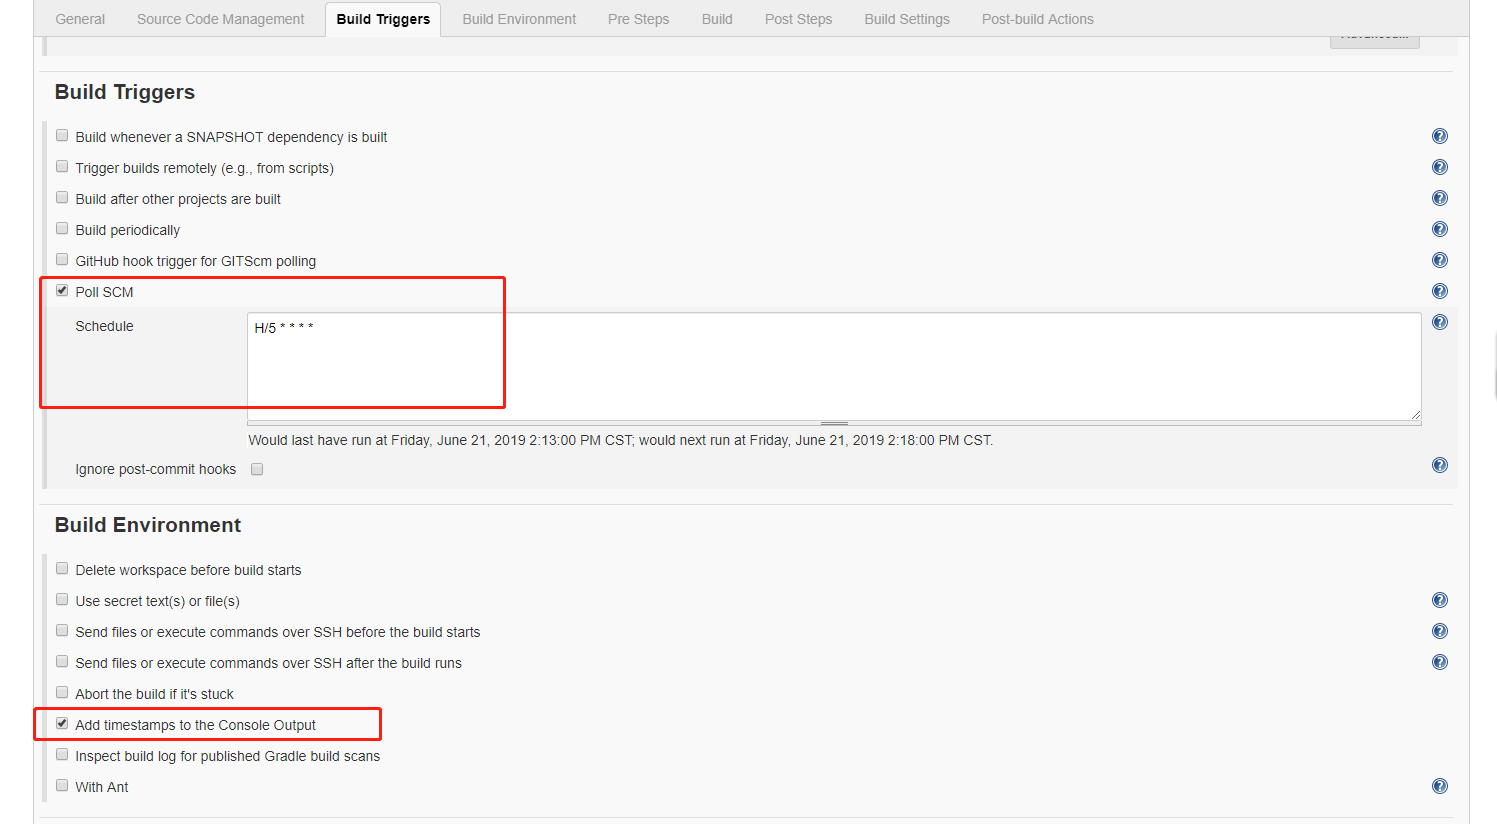 General Source Code Management Build Triggers Build Environment Pre Steps Build Post Steps Build Settings Post-build Actions
Build Triggers
Build whenever a SNAPSHOT dependency is built
Trigger builds remotely (e.g., from scripts)
Build after other projects are built
Build periodically
GitHub hook trigger for GITScm polling
Poll SCM
Schedule H/5 * * * *
Would last have run at Friday, June 21, 2019 2:13:00 PM CST; would next run at Friday, June 21, 2019 2:18:00 PM CST.
Ignore post-commit hooks
Build Environment
Delete workspace before build starts
Use secret text(s) or file(s)
Send files or execute commands over SSH before the build starts
Send files or execute commands over SSH after the build runs
Abort the build if it's stuck
Add timestamps to the Console Output
Inspect build log for published Gradle build scans
With Ant